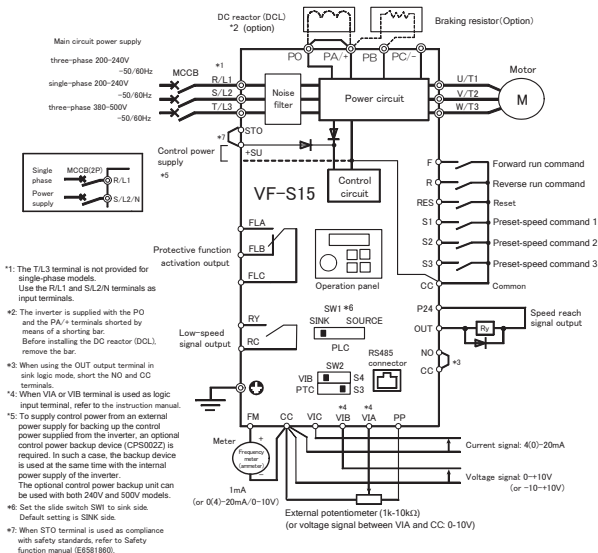 DC reactor (DCL)
*2 (option)
Braking resistor(Option)
Main circuit power supply
PO PA/+ PB PC/-
three-phase 200-240V
-50/60Hz
single-phase 200-240V
-50/60Hz
three-phase 380-500V
-50/60Hz
MCCB
*1
R/L1
S/L2
T/L3
Noise
filter
Power circuit
U/T1
V/T2
W/T3
Motor
M
*7
STO
+SU
Control power
supply
*5
Control
circuit
VF-S15
Single
phase
Power
supply
MCCB(2P)
R/L1
S/L2/N
F
Forward run command
R
Reverse run command
RES
Reset
S1
Preset-speed command 1
S2
Preset-speed command 2
S3
Preset-speed command 3
CC
Common
FLA
FLB
FLC
Protective function
activation output
Operation panel
P24
OUT
Ry
Speed reach
signal output
NO
CC
*3
RY
RC
Low-speed
signal output
SW1 *6
SINK SOURCE
PLC
SW2
VIB S4
PTC S3
RS485
connector
*1: The T/L3 terminal is not provided for
single-phase models.
Use the R/L1 and S/L2/N terminals as
input terminals.
*2: The inverter is supplied with the PO
and the PA/+ terminals shorted by
means of a shorting bar.
Before installing the DC reactor (DCL),
remove the bar.
*3: When using the OUT output terminal in
sink logic mode, short the NO and CC
terminals.
*4: When VIA or VIB terminal is used as logic
input terminal, refer to the instruction manual.
*5: To supply control power from an external
power supply for backing up the control
power supplied from the inverter, an optional
control power backup device (CPS002Z) is
required. In such a case, the backup device
is used at the same time with the internal
power supply of the inverter.
The optional control power backup unit can
be used with both 240V and 500V models.
*6: Set the slide switch SW1 to sink side.
Default setting is SINK side.
*7: When STO terminal is used as compliance
with safety standards, refer to Safety
function manual (E6581860).
*4 *4
FM CC VIC VIB VIA PP
Meter
+
-
Frequency
meter
(ammeter)
1mA
(or 0(4)-20mA/0-10V)
Current signal: 4(0)-20mA
Voltage signal: 0-+10V
(or -10-+10V)
External potentiometer (1k-10kΩ)
(or voltage signal between VIA and CC: 0-10V)